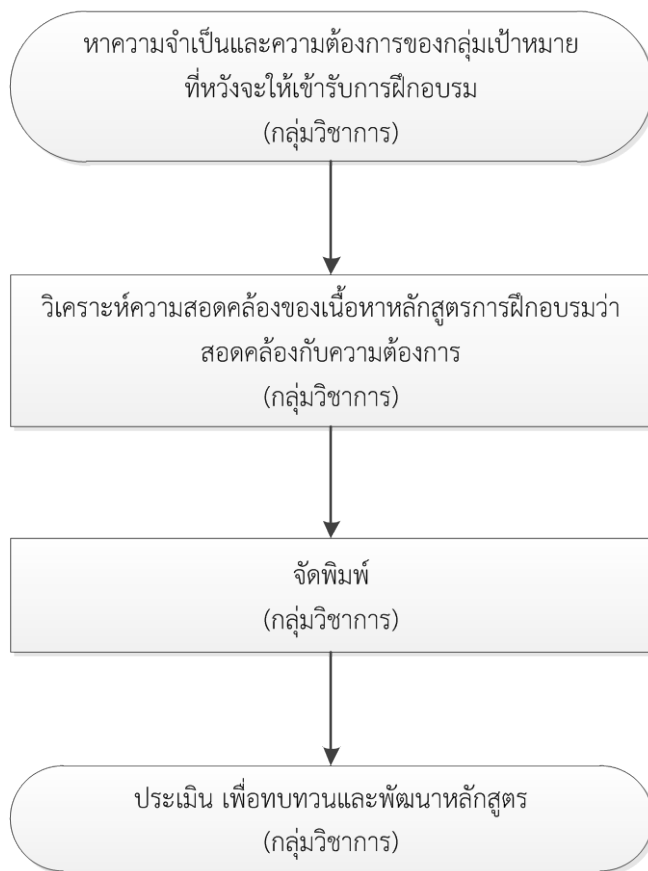 หาความจำเป็นและความต้องการของกลุ่มเป้าหมาย
ที่หวังจะให้เข้ารับการฝึกอบรม
(กลุ่มวิชาการ)
วิเคราะห์ความสอดคล้องของเนื้อหาหลักสูตรการฝึกอบรมว่า
สอดคล้องกับความต้องการ
(กลุ่มวิชาการ)
จัดพิมพ์
(กลุ่มวิชาการ)
ประเมิน เพื่อทบทวนและพัฒนาหลักสูตร
(กลุ่มวิชาการ)